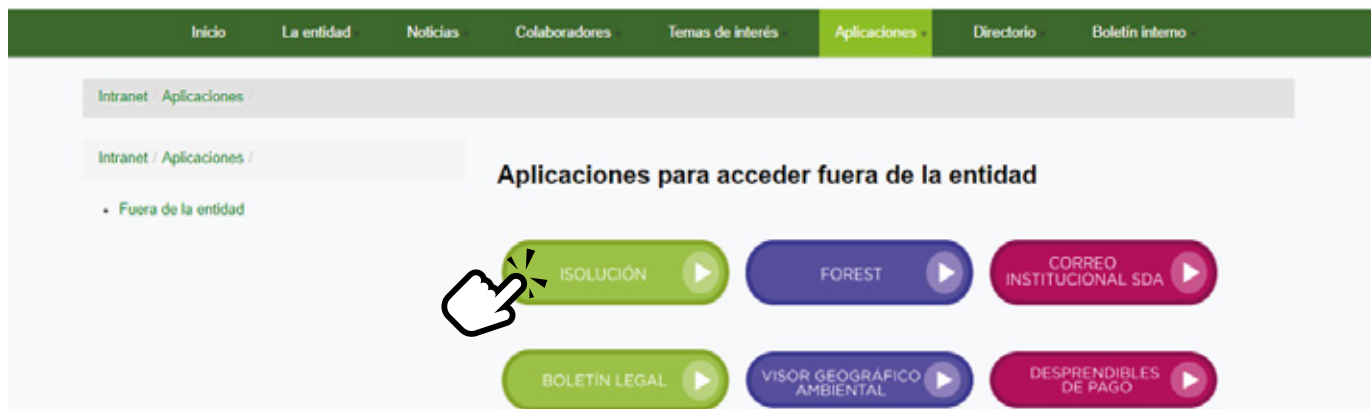 Inicio La entidad Noticias Colaboradores Temas de interés Aplicaciones Directorio Boletín interno
Intranet / Aplicaciones /
Intranet / Aplicaciones /
• Fuera de la entidad
Aplicaciones para acceder fuera de la entidad
ISOLUCIÓN
FOREST
CORREO
INSTITUCIONAL SDA
BOLETÍN LEGAL
VISOR GEOGRÁFICO
AMBIENTAL
DESPRENDIBLES
DE PAGO